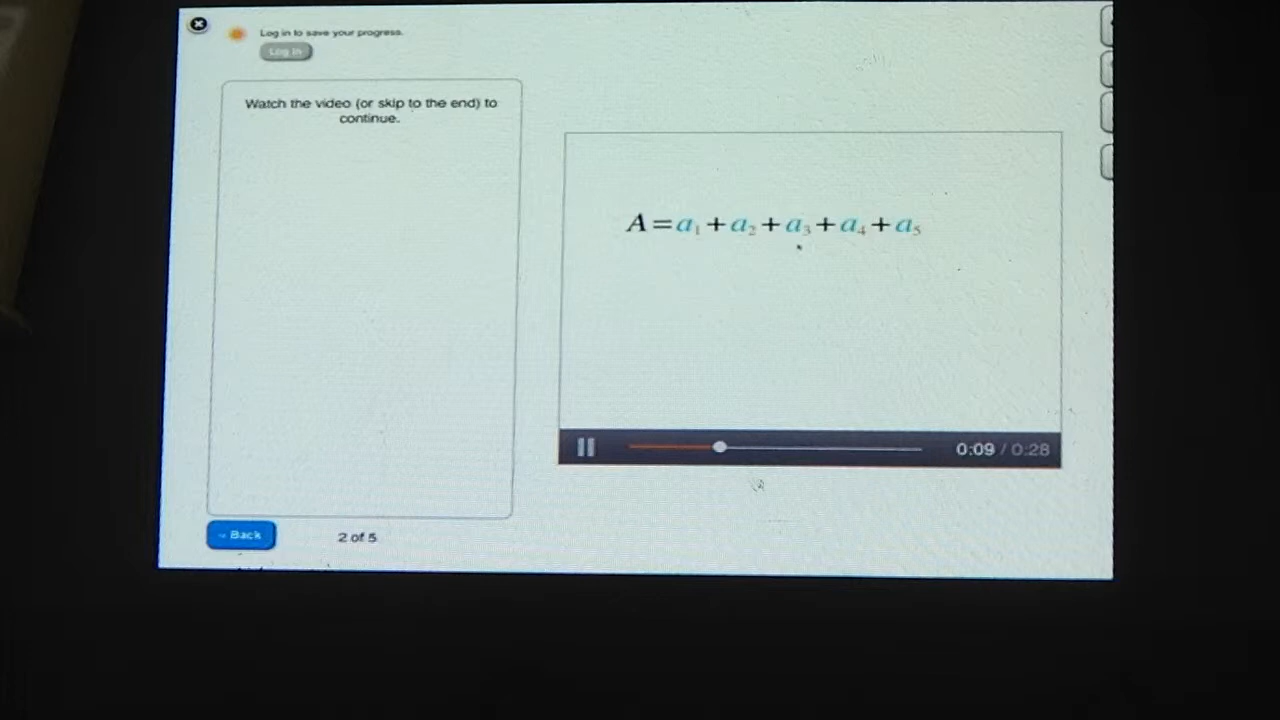 Log in to save your progress.
Log In
Watch the video (or skip to the end) to
continue.
A=a₁+a₂+a₃+a₄+a₅
0:09 / 0:28
← Back
2 of 5